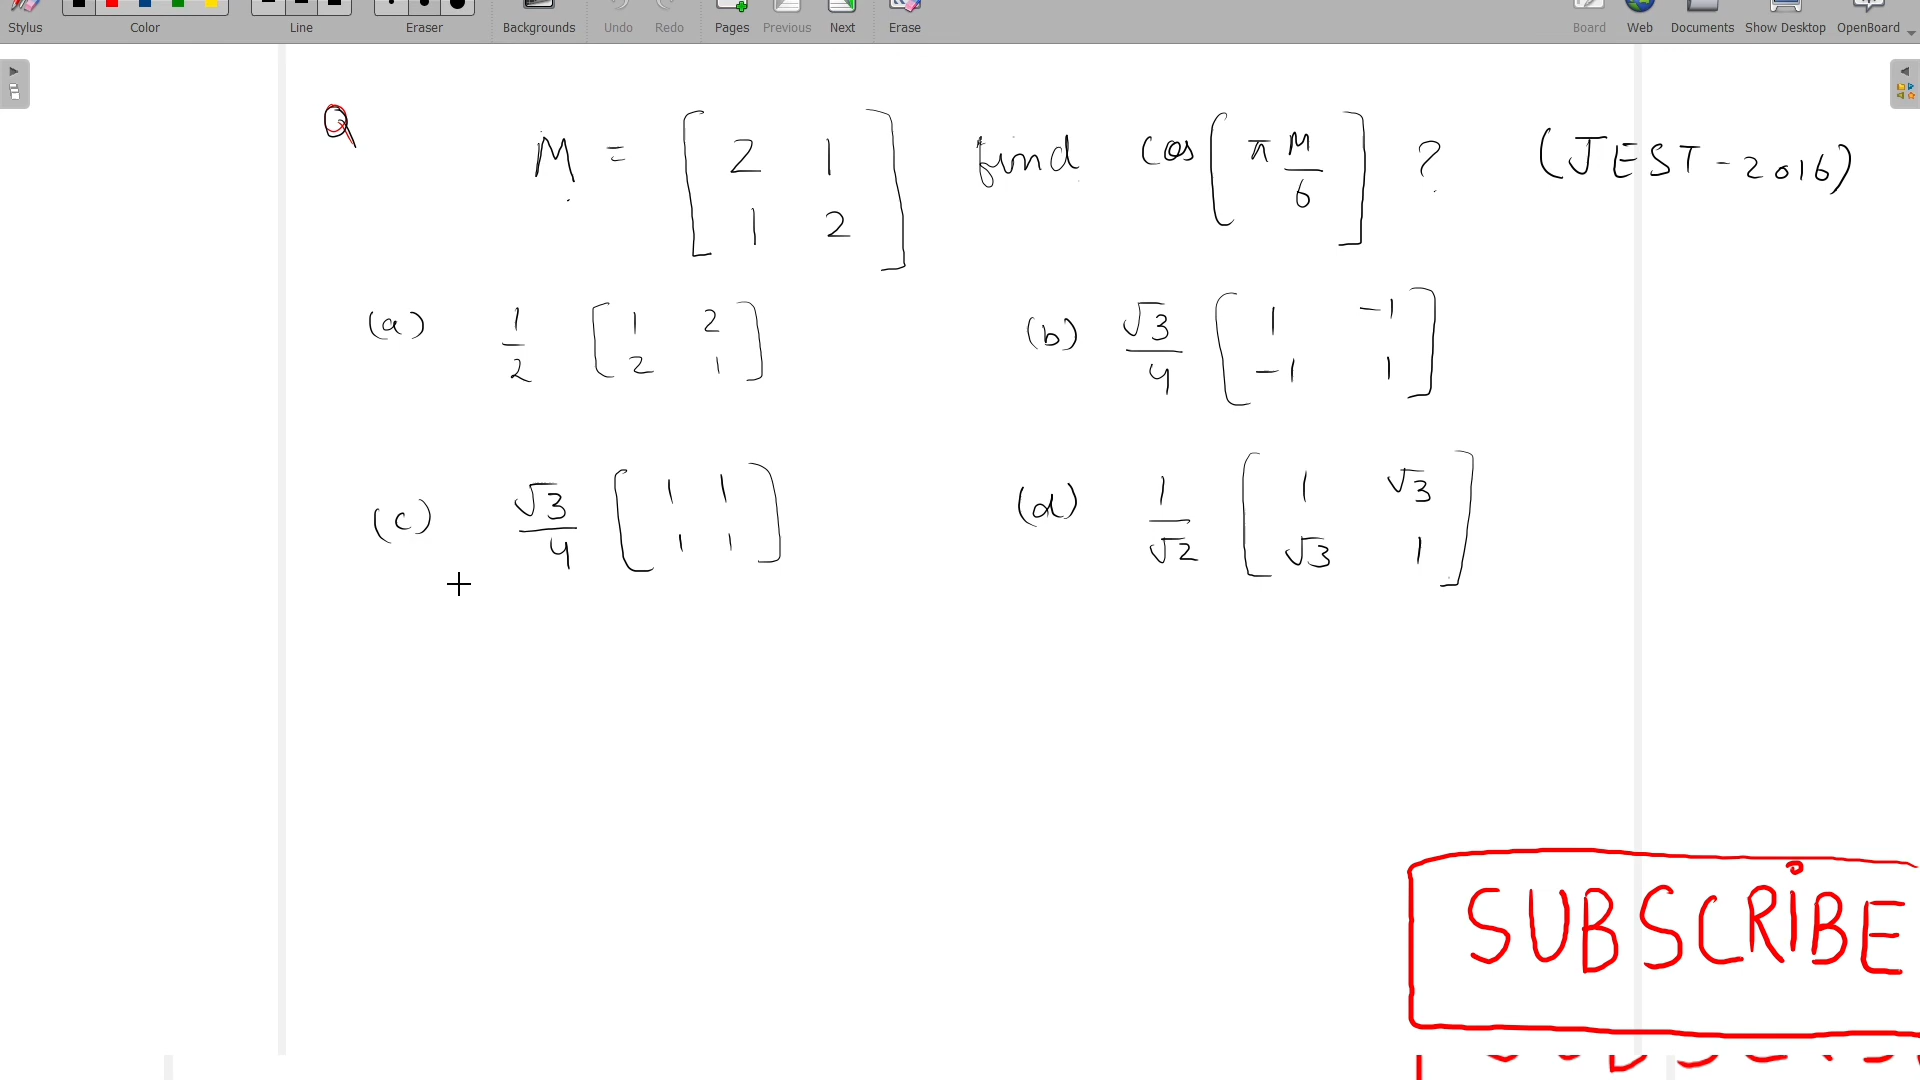 Stylus Color Line Eraser Backgrounds Undo Redo Pages Previous Next Erase Board Web Documents Show Desktop OpenBoard
Q M = [ 2 1 find cos [ π M/6 ] ? (JEST-2016)
1 2 ]
(a) 1/2 [ 1 2 (b) √3/4 [ 1 -1
2 1 ] -1 1 ]
(c) √3/4 [ 1 1 (d) 1/√2 [ 1 √3
1 1 ] √3 1 ]
SUBSCRIBE